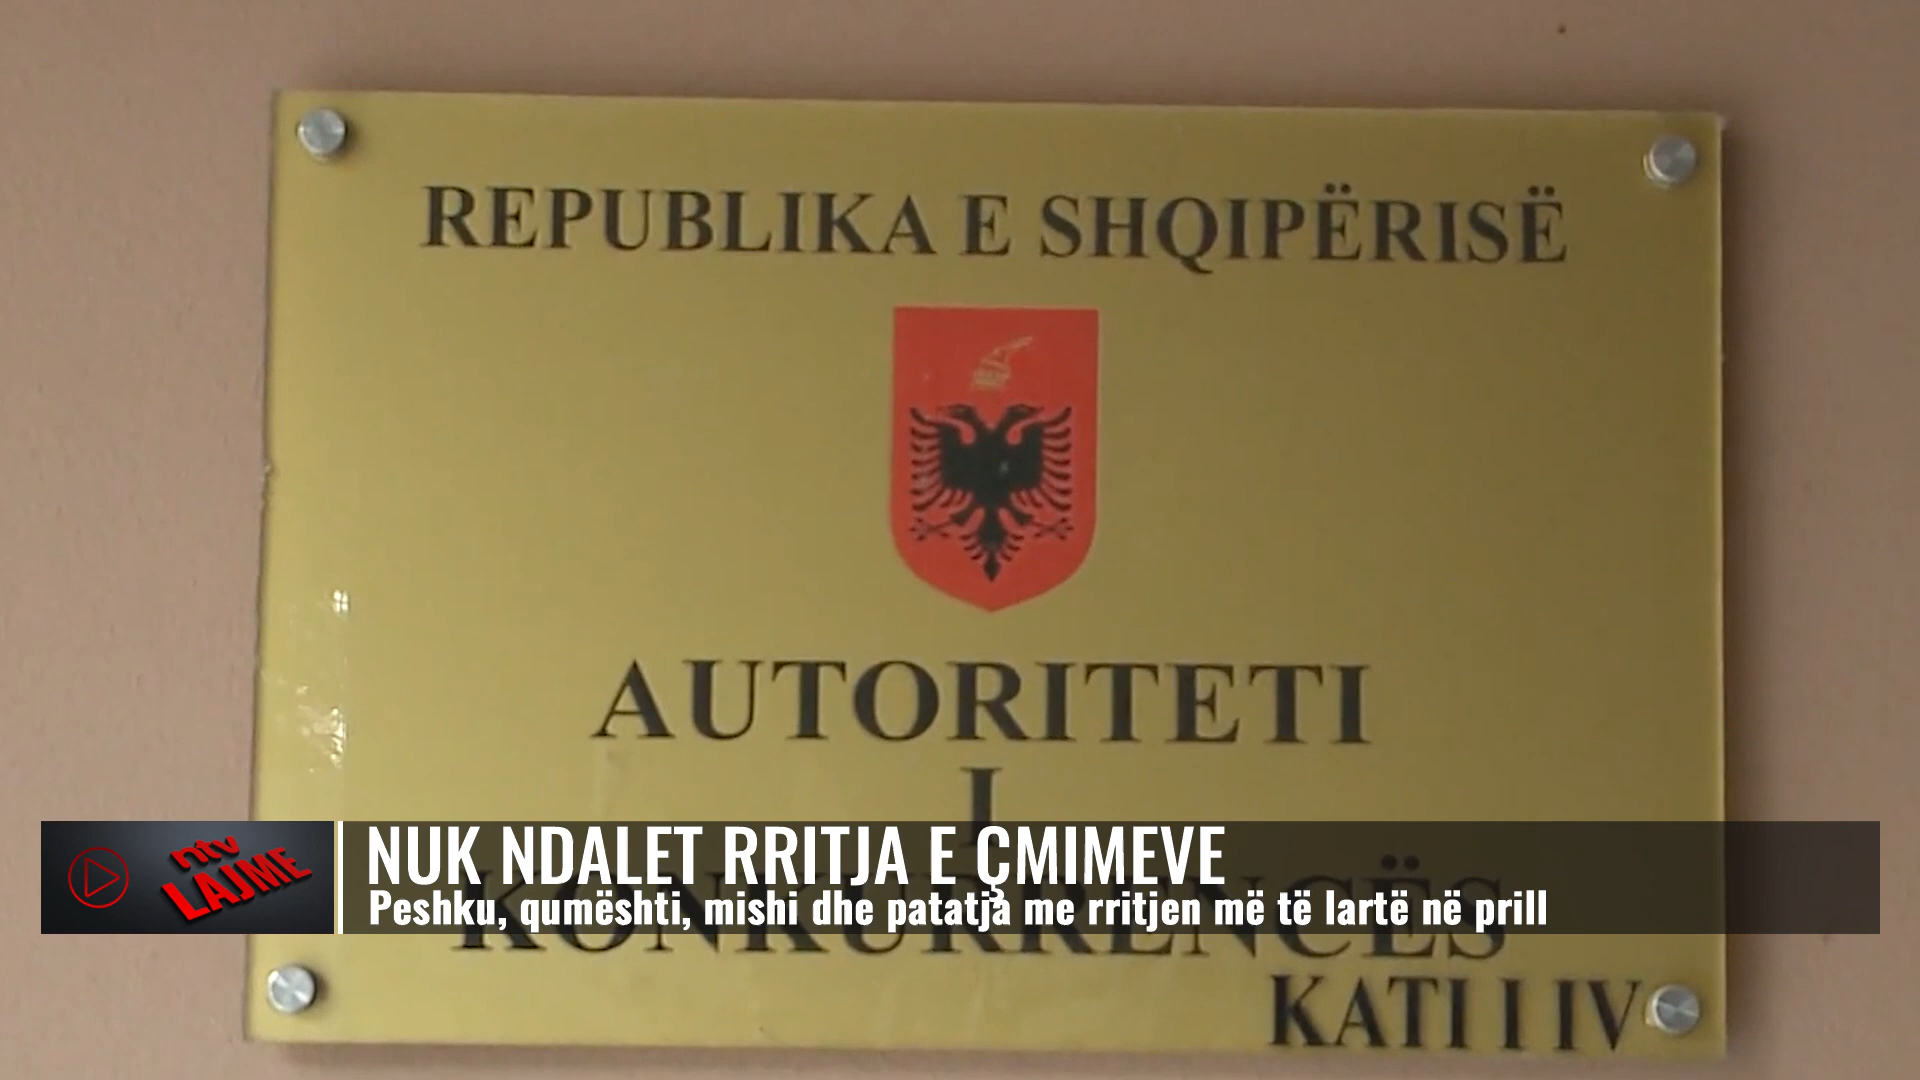 REPUBLIKA E SHQIPËRISË
AUTORITETI
I
KONKURRENCËS
KATI I IV
ntv
LAJME
NUK NDALET RRITJA E ÇMIMEVE
Peshku, qumështi, mishi dhe patatja me rritjen më të lartë në prill